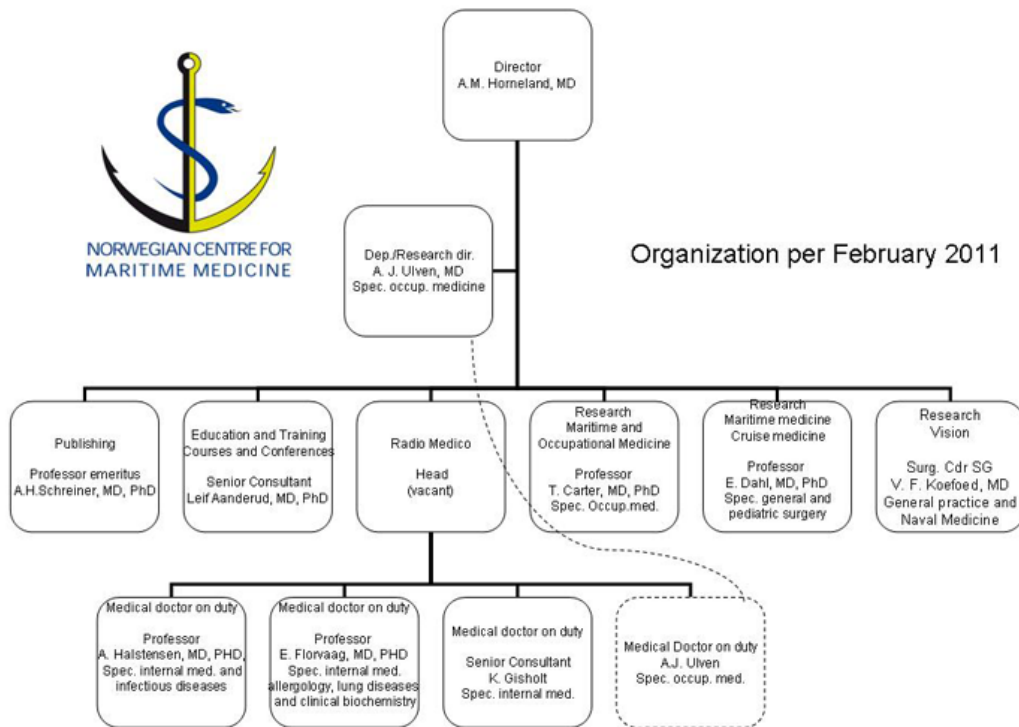 Director
A.M. Horneland, MD
NORWEGIAN CENTRE FOR
MARITIME MEDICINE
Organization per February 2011
Dep./Research dir.
A. J. Ulven, MD
Spec. occup. medicine
Publishing
Professor emeritus
A.H.Schreiner, MD, PhD
Education and Training
Courses and Conferences
Senior Consultant
Leif Aanderud, MD, PhD
Radio Medico
Head
(vacant)
Research
Maritime and
Occupational Medicine
Professor
T. Carter, MD, PhD
Spec. Occup.med.
Research
Maritime medicine
Cruise medicine
Professor
E. Dahl, MD, PhD
Spec. general and
pediatric surgery
Research
Vision
Surg. Cdr SG
V. F. Koefoed, MD
General practice and
Naval Medicine
Medical doctor on duty
Professor
A. Halstensen, MD, PHD,
Spec. internal med. and
infectious diseases
Medical doctor on duty
Professor
E. Florvaag, MD, PHD
Spec. internal med.
allergology, lung diseases
and clinical biochemistry
Medical doctor on duty
Senior Consultant
K. Gisholt
Spec. internal med.
Medical Doctor on duty
A.J. Ulven
Spec. occup. med.